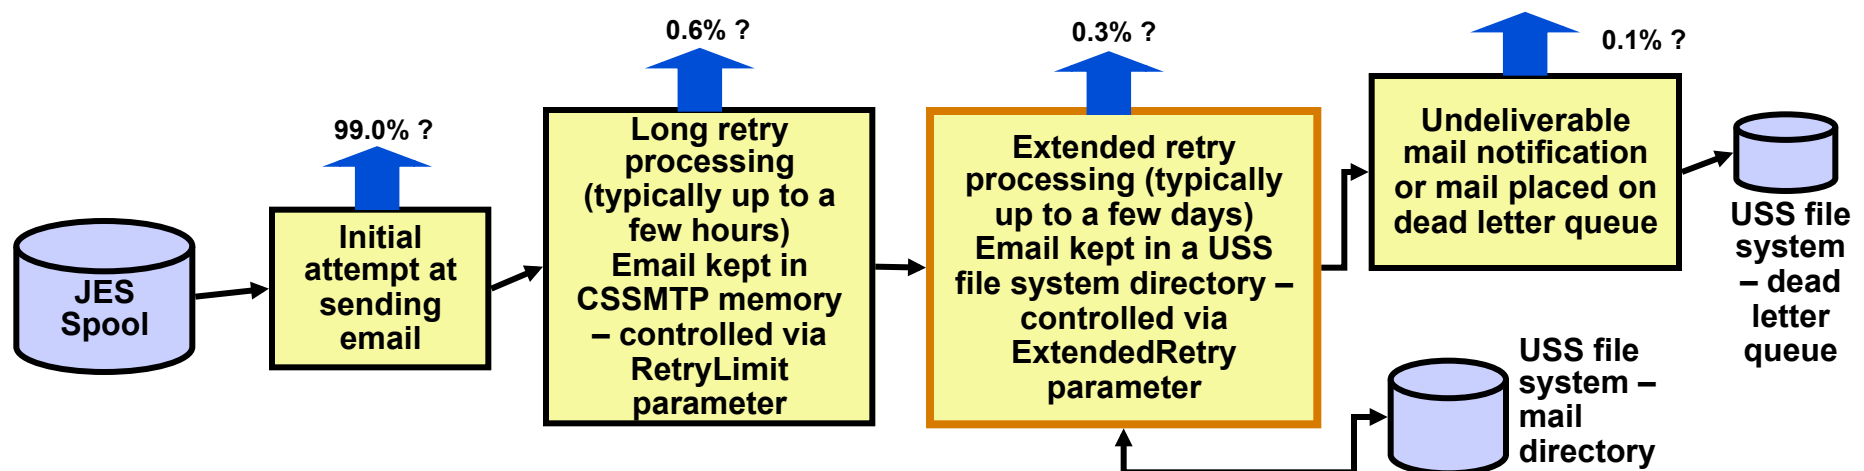 JES
Spool
99.0% ?
Initial
attempt at
sending
email
0.6% ?
Long retry
processing
(typically up to a
few hours)
Email kept in
CSSMTP memory
– controlled via
RetryLimit
parameter
0.3% ?
Extended retry
processing (typically
up to a few days)
Email kept in a USS
file system directory –
controlled via
ExtendedRetry
parameter
0.1% ?
Undeliverable
mail notification
or mail placed on
dead letter queue
USS file
system
– dead
letter
queue
USS file
system –
mail
directory